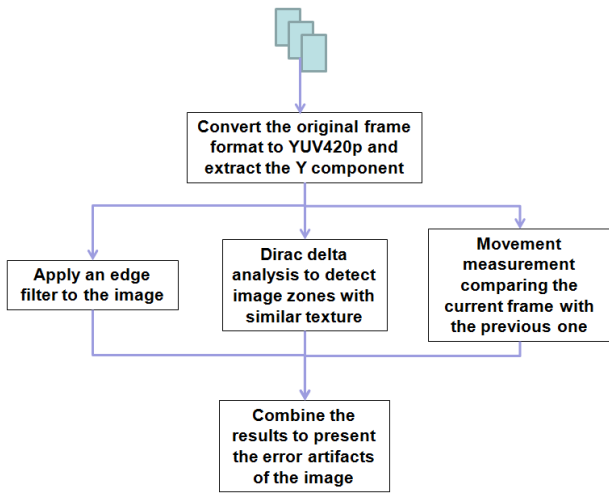 Convert the original frame
format to YUV420p and
extract the Y component
Apply an edge
filter to the image
Dirac delta
analysis to detect
image zones with
similar texture
Movement
measurement
comparing the
current frame with
the previous one
Combine the
results to present
the error artifacts
of the image